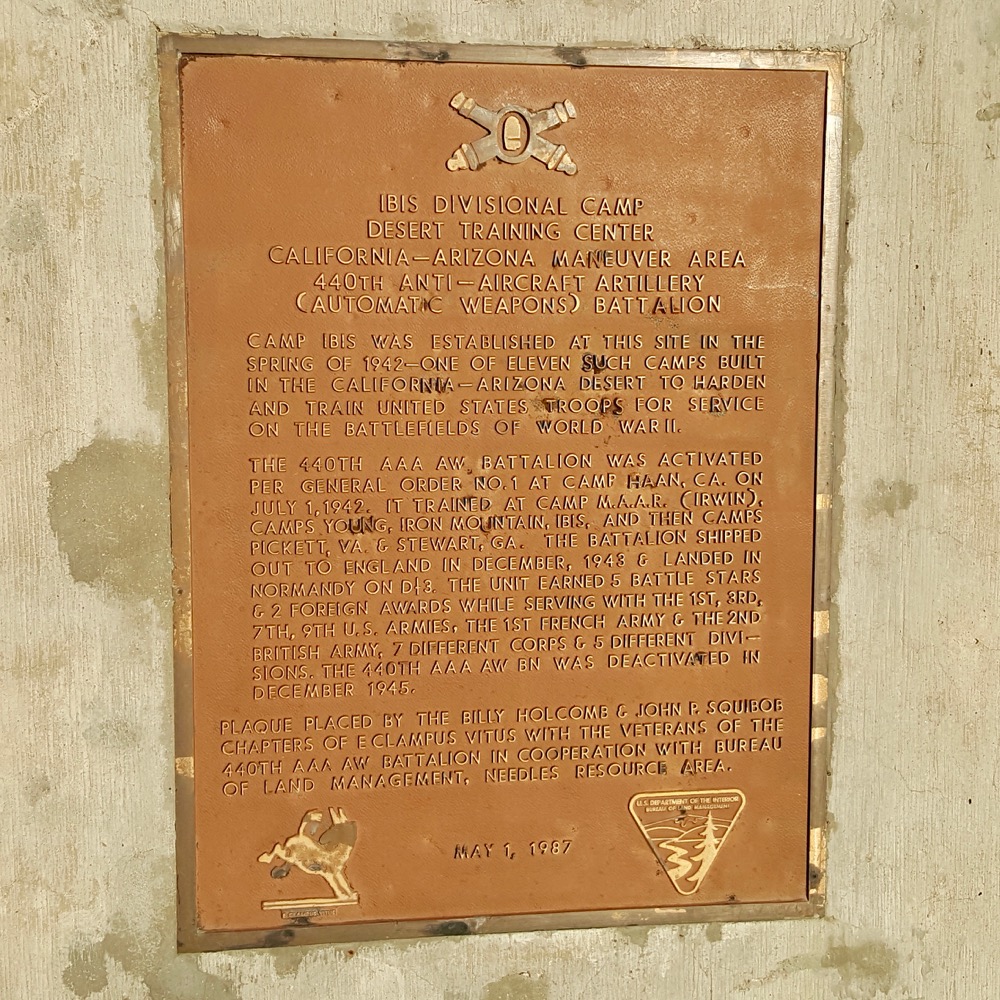 IBIS DIVISIONAL CAMP
DESERT TRAINING CENTER
CALIFORNIA—ARIZONA MANEUVER AREA
440TH ANTI—AIRCRAFT ARTILLERY
(AUTOMATIC WEAPONS) BATTALION
CAMP IBIS WAS ESTABLISHED AT THIS SITE IN THE
SPRING OF 1942—ONE OF ELEVEN SUCH CAMPS BUILT
IN THE CALIFORNIA—ARIZONA DESERT TO HARDEN
AND TRAIN UNITED STATES TROOPS FOR SERVICE
ON THE BATTLEFIELDS OF WORLD WAR II.
THE 440TH AAA AW BATTALION WAS ACTIVATED
PER GENERAL ORDER NO. 1 AT CAMP HAAN, CA. ON
JULY 1, 1942. IT TRAINED AT CAMP M.A.A.R. (IRWIN),
CAMPS YOUNG, IRON MOUNTAIN, IBIS, AND THEN CAMPS
PICKETT, VA. & STEWART, GA. THE BATTALION SHIPPED
OUT TO ENGLAND IN DECEMBER, 1943 & LANDED IN
NORMANDY ON D+3. THE UNIT EARNED 5 BATTLE STARS
& 2 FOREIGN AWARDS WHILE SERVING WITH THE 1ST, 3RD,
7TH, 9TH U.S. ARMIES, THE 1ST FRENCH ARMY & THE 2ND
BRITISH ARMY, 7 DIFFERENT CORPS & 5 DIFFERENT DIVI—
SIONS. THE 440TH AAA AW BN WAS DEACTIVATED IN
DECEMBER 1945.
PLAQUE PLACED BY THE BILLY HOLCOMB & JOHN P. SQUIBOB
CHAPTERS OF E CLAMPUS VITUS WITH THE VETERANS OF THE
440TH AAA AW BATTALION IN COOPERATION WITH BUREAU
OF LAND MANAGEMENT, NEEDLES RESOURCE AREA.
U.S. DEPARTMENT OF THE INTERIOR
BUREAU OF LAND MANAGEMENT
MAY 1, 1987